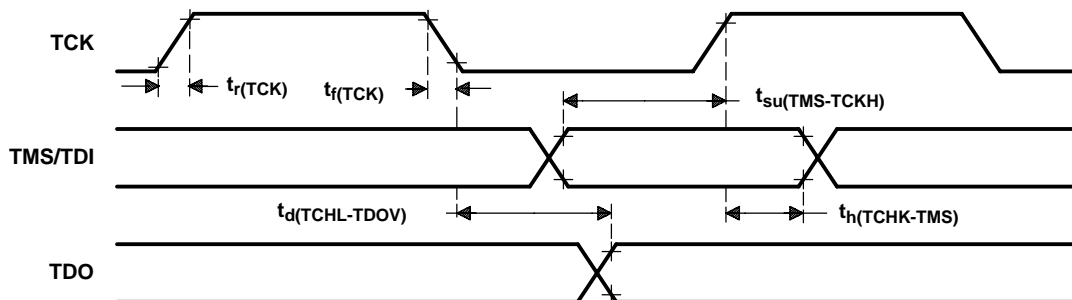 TCK
tr(TCK)
tf(TCK)
tsu(TMS-TCKH)
TMS/TDI
td(TCHL-TDOV)
th(TCHK-TMS)
TDO